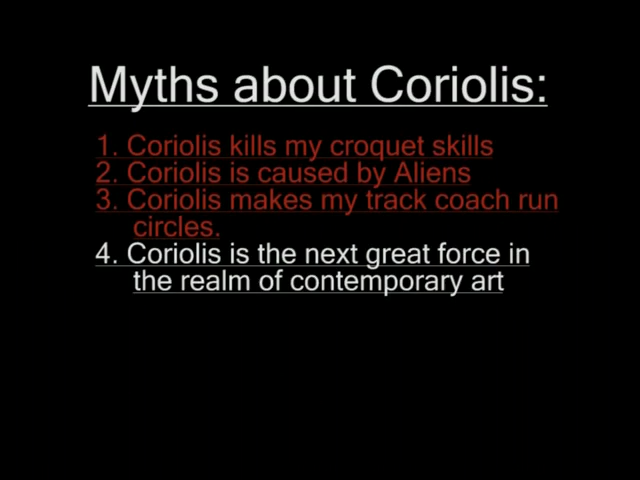 Myths about Coriolis:
1. Coriolis kills my croquet skills
2. Coriolis is caused by Aliens
3. Coriolis makes my track coach run
circles.
4. Coriolis is the next great force in
the realm of contemporary art